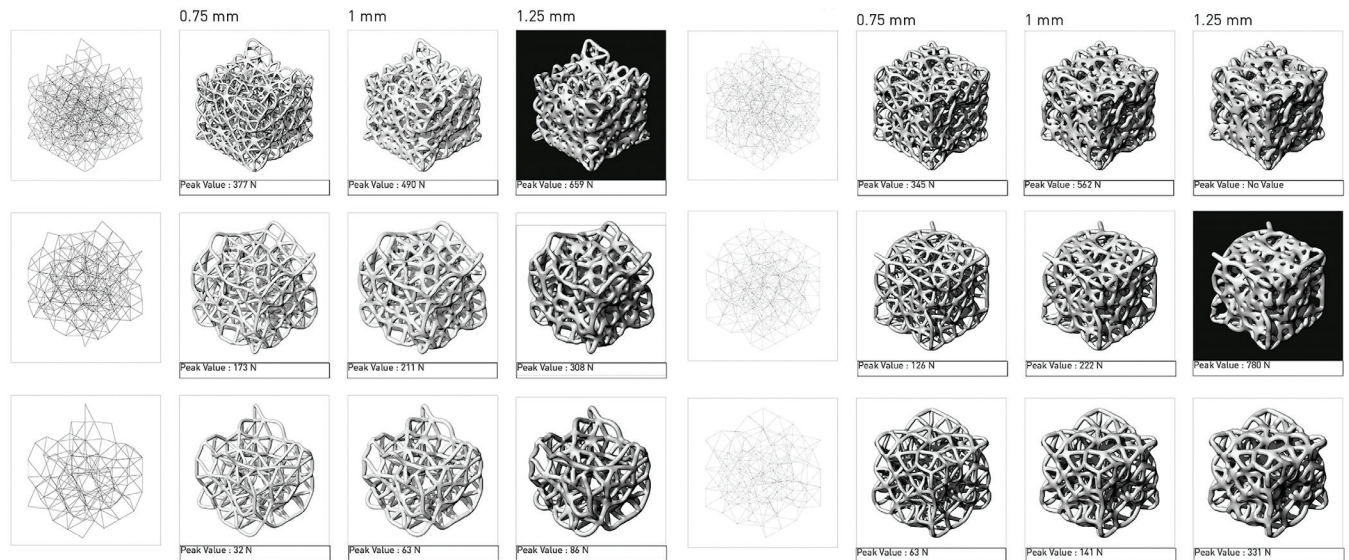 0.75 mm 1 mm 1.25 mm 0.75 mm 1 mm 1.25 mm
Peak Value : 377 N Peak Value : 490 N Peak Value : 659 N Peak Value : 345 N Peak Value : 562 N Peak Value : No Value
Peak Value : 173 N Peak Value : 211 N Peak Value : 308 N Peak Value : 126 N Peak Value : 222 N Peak Value : 780 N
Peak Value : 32 N Peak Value : 63 N Peak Value : 86 N Peak Value : 63 N Peak Value : 141 N Peak Value : 331 N